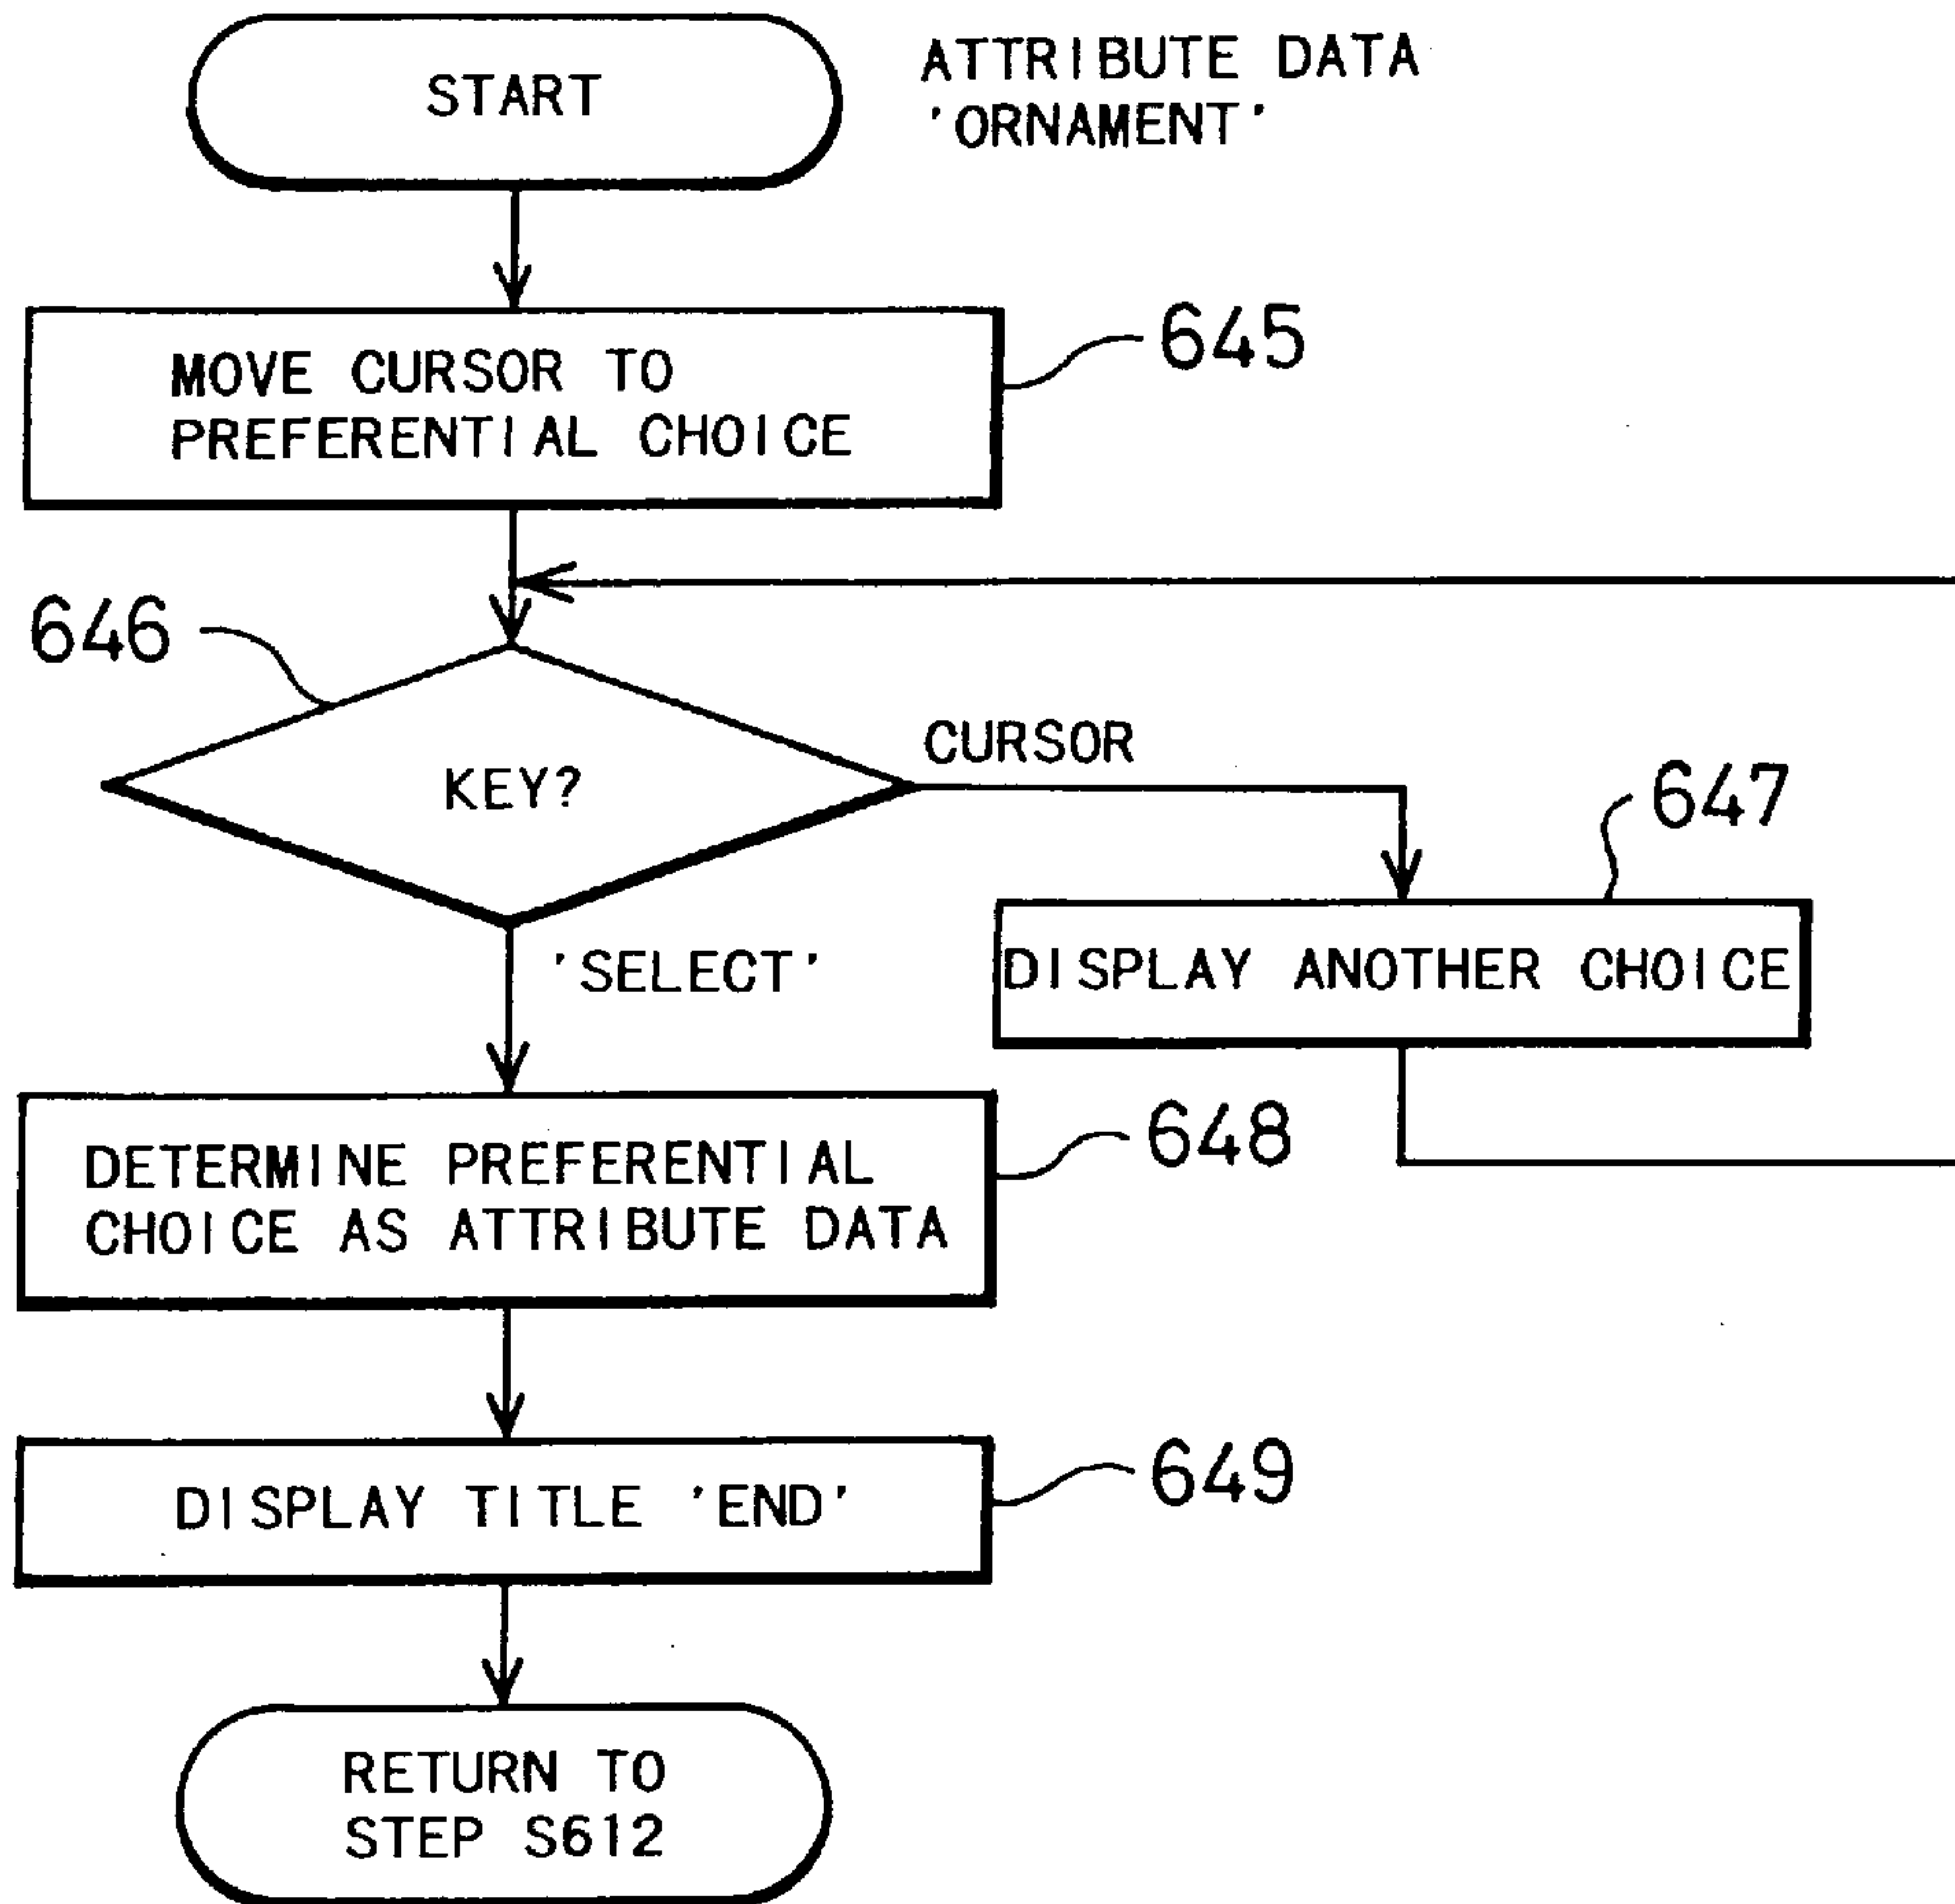 START
ATTRIBUTE DATA
'ORNAMENT'
MOVE CURSOR TO
PREFERENTIAL CHOICE
645
646
KEY?
CURSOR
647
'SELECT'
DISPLAY ANOTHER CHOICE
DETERMINE PREFERENTIAL
CHOICE AS ATTRIBUTE DATA
648
DISPLAY TITLE 'END'
649
RETURN TO
STEP S612